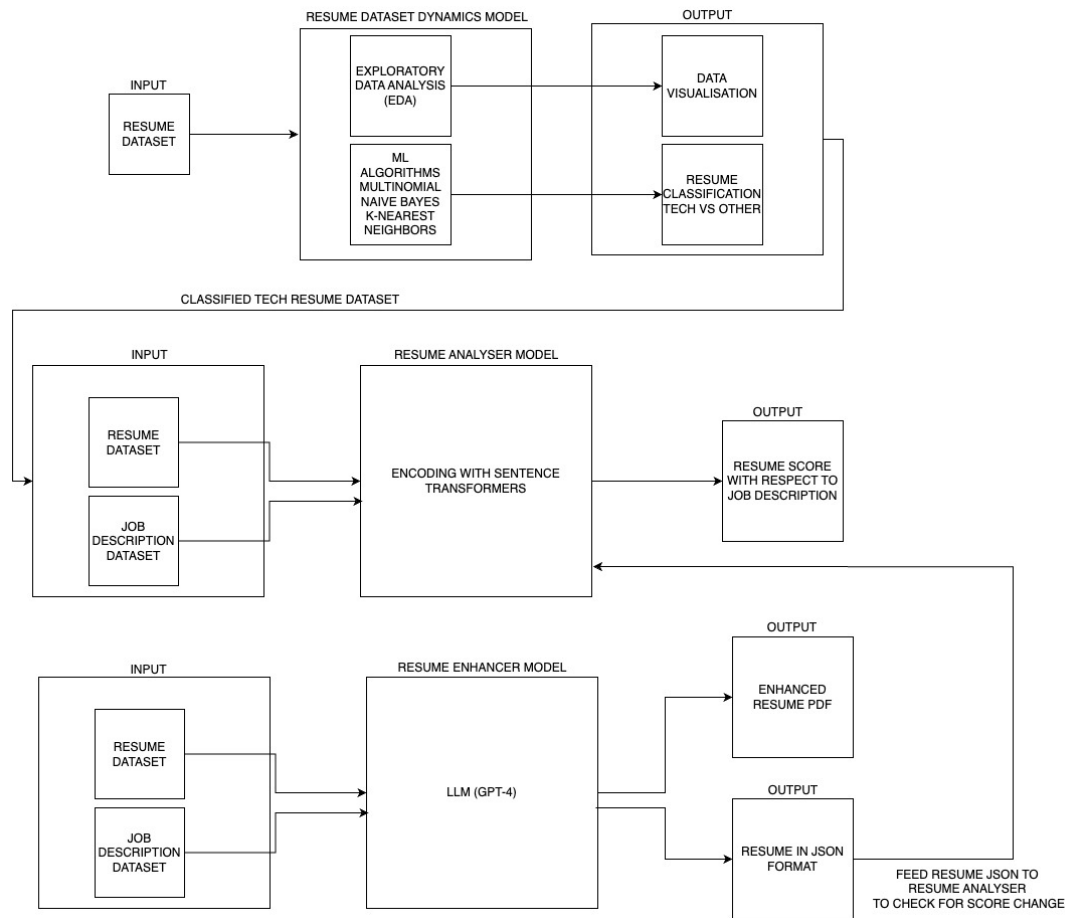 RESUME DATASET DYNAMICS MODEL
OUTPUT
INPUT
RESUME
DATASET
EXPLORATORY
DATA ANALYSIS
(EDA)
DATA
VISUALISATION
ML
ALGORITHMS
MULTINOMIAL
NAIVE BAYES
K-NEAREST
NEIGHBORS
RESUME
CLASSIFICATION
TECH VS OTHER
CLASSIFIED TECH RESUME DATASET
INPUT
RESUME ANALYSER MODEL
RESUME
DATASET
JOB
DESCRIPTION
DATASET
ENCODING WITH SENTENCE
TRANSFORMERS
OUTPUT
RESUME SCORE
WITH RESPECT TO
JOB DESCRIPTION
INPUT
RESUME ENHANCER MODEL
RESUME
DATASET
JOB
DESCRIPTION
DATASET
LLM (GPT-4)
OUTPUT
ENHANCED
RESUME PDF
OUTPUT
RESUME IN JSON
FORMAT
FEED RESUME JSON TO
RESUME ANALYSER
TO CHECK FOR SCORE CHANGE